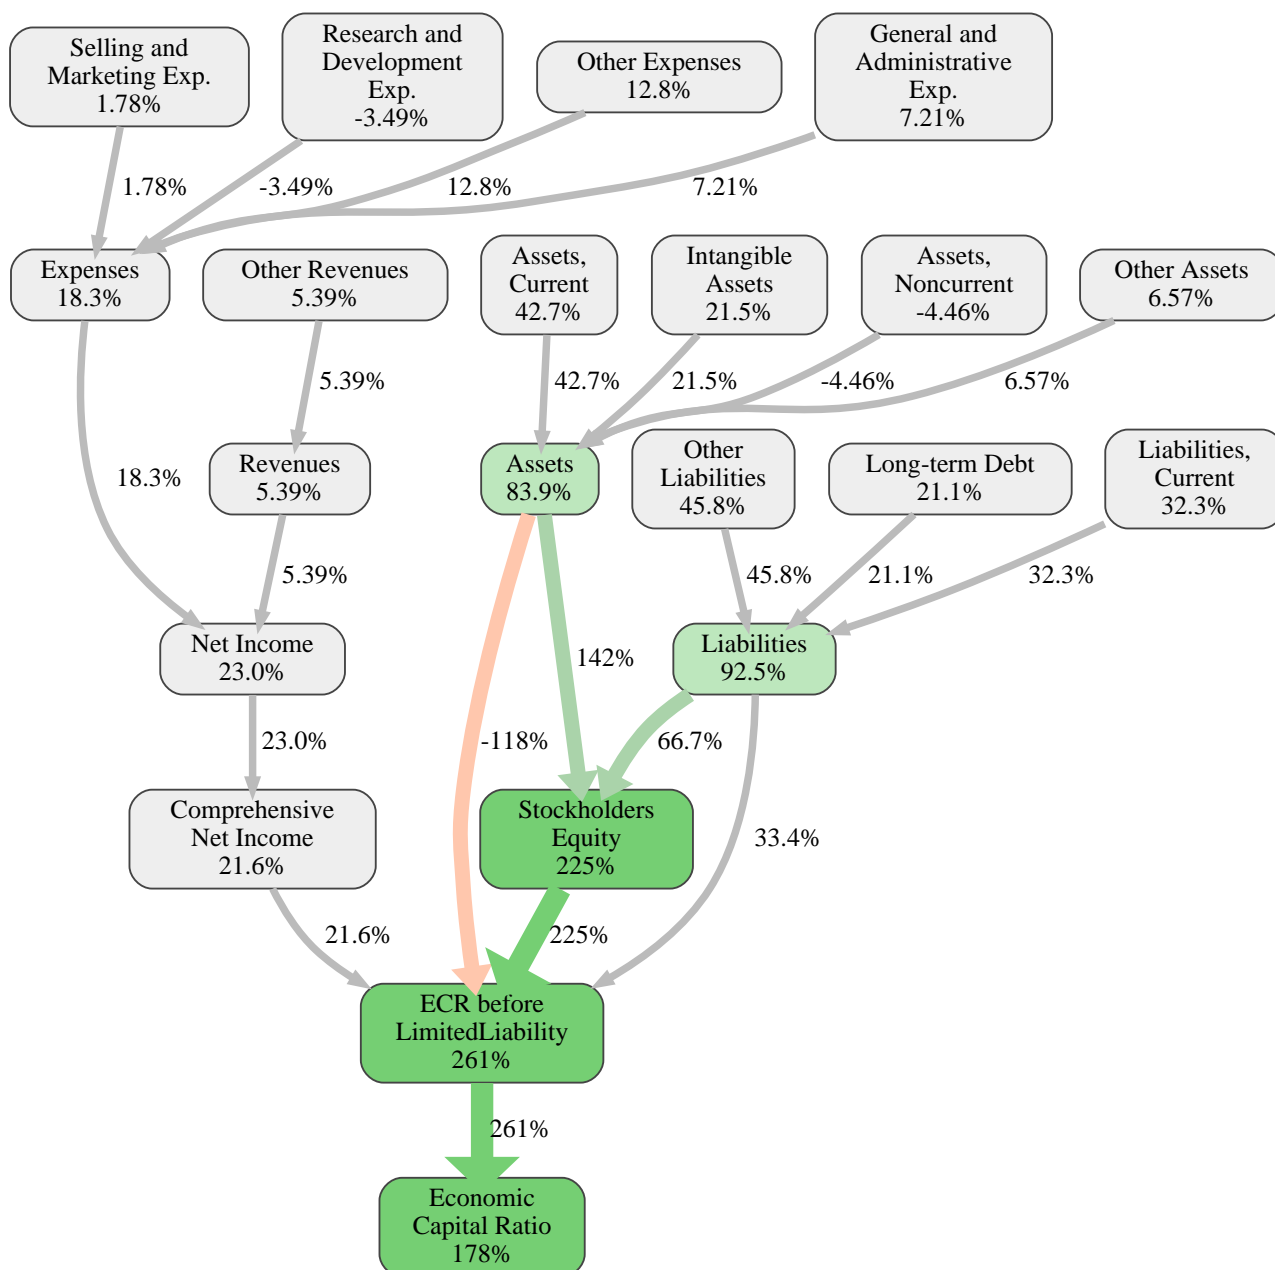 Selling and
Marketing Exp.
1.78%
Research and
Development
Exp.
-3.49%
Other Expenses
12.8%
General and
Administrative
Exp.
7.21%
1.78%
-3.49%
12.8%
7.21%
Expenses
18.3%
Other Revenues
5.39%
Assets,
Current
42.7%
Intangible
Assets
21.5%
Assets,
Noncurrent
-4.46%
Other Assets
6.57%
5.39%
42.7%
21.5%
-4.46%
6.57%
18.3%
Revenues
5.39%
Assets
83.9%
Other
Liabilities
45.8%
Long-term Debt
21.1%
Liabilities,
Current
32.3%
5.39%
45.8%
21.1%
32.3%
Net Income
23.0%
142%
Liabilities
92.5%
23.0%
-118%
66.7%
Comprehensive
Net Income
21.6%
Stockholders
Equity
225%
33.4%
21.6%
225%
ECR before
LimitedLiability
261%
261%
Economic
Capital Ratio
178%